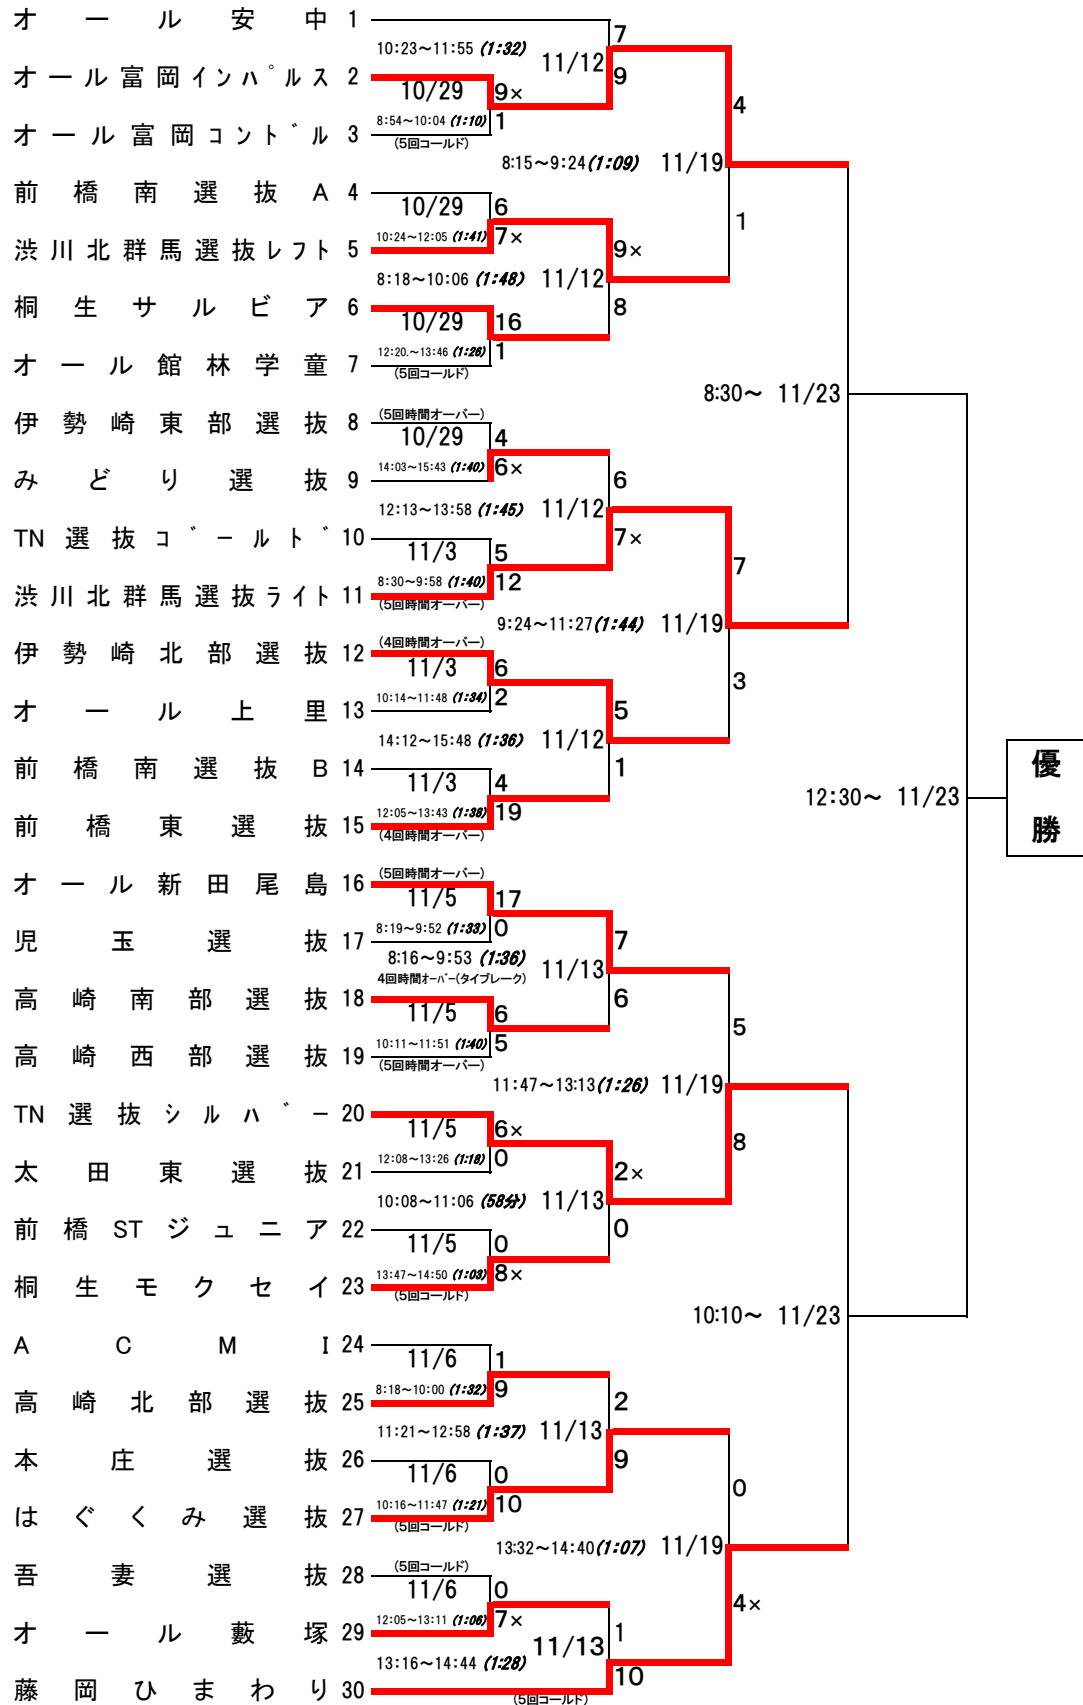 オール安中 1
7
10:23～11:55 (1:32) 11/12
オール富岡インパルス 2
9
10/29 9×
4
8:54～10:04 (1:10) 1
オール富岡コンドル 3
(5回コールド)
8:15～9:24(1:09) 11/19
前橋南選抜A 4
10/29 6
1
10:24～12:05 (1:41) 7×
渋川北群馬選抜レフト 5
9×
8:18～10:06 (1:48) 11/12
桐生サルビア 6
8
10/29 16
12:20.～13:46 (1:26) 1
オール館林学童 7
(5回コールド)
8:30～ 11/23
(5回時間オーバー)
伊勢崎東部選抜 8
10/29 4
14:03～15:43 (1:40) 6×
みどり選抜 9
6
12:13～13:58 (1:45) 11/12
TN選抜ゴールド 10
7×
11/3 5
7
8:30～9:58 (1:40) 12
渋川北群馬選抜ライト 11
(5回時間オーバー)
9:24～11:27(1:44) 11/19
(4回時間オーバー)
伊勢崎北部選抜 12
11/3 6
3
10:14～11:48 (1:34) 2
オール上里 13
5
14:12～15:48 (1:36) 11/12
優勝
前橋南選抜B 14
1
11/3 4
12:30～ 11/23
12:05～13:43 (1:38) 19
前橋東選抜 15
(4回時間オーバー)
(5回時間オーバー)
オール新田尾島 16
11/5 17
8:19～9:52 (1:33) 0
児玉選抜 17
7
8:16～9:53 (1:36) 11/13
4回時間オーバー(タイブレーク)
高崎南部選抜 18
6
11/5 6
5
10:11～11:51 (1:40) 5
高崎西部選抜 19
(5回時間オーバー)
11:47～13:13(1:26) 11/19
TN選抜シルバー 20
11/5 6×
8
12:08～13:26 (1:18) 0
太田東選抜 21
2×
10:08～11:06 (58分) 11/13
前橋STジュニア 22
0
11/5 0
13:47～14:50 (1:03) 8×
桐生モクセイ 23
(5回コールド)
10:10～ 11/23
ACMI 24
11/6 1
8:18～10:00 (1:32) 9
高崎北部選抜 25
2
11:21～12:58 (1:37) 11/13
本庄選抜 26
9
11/6 0
0
10:16～11:47 (1:21) 10
はぐくみ選抜 27
(5回コールド)
13:32～14:40(1:07) 11/19
(5回コールド)
吾妻選抜 28
11/6 0
4×
12:05～13:11 (1:06) 7×
オール藪塚 29
1
11/13
13:16～14:44 (1:28)
藤岡ひまわり 30
10
(5回コールド)